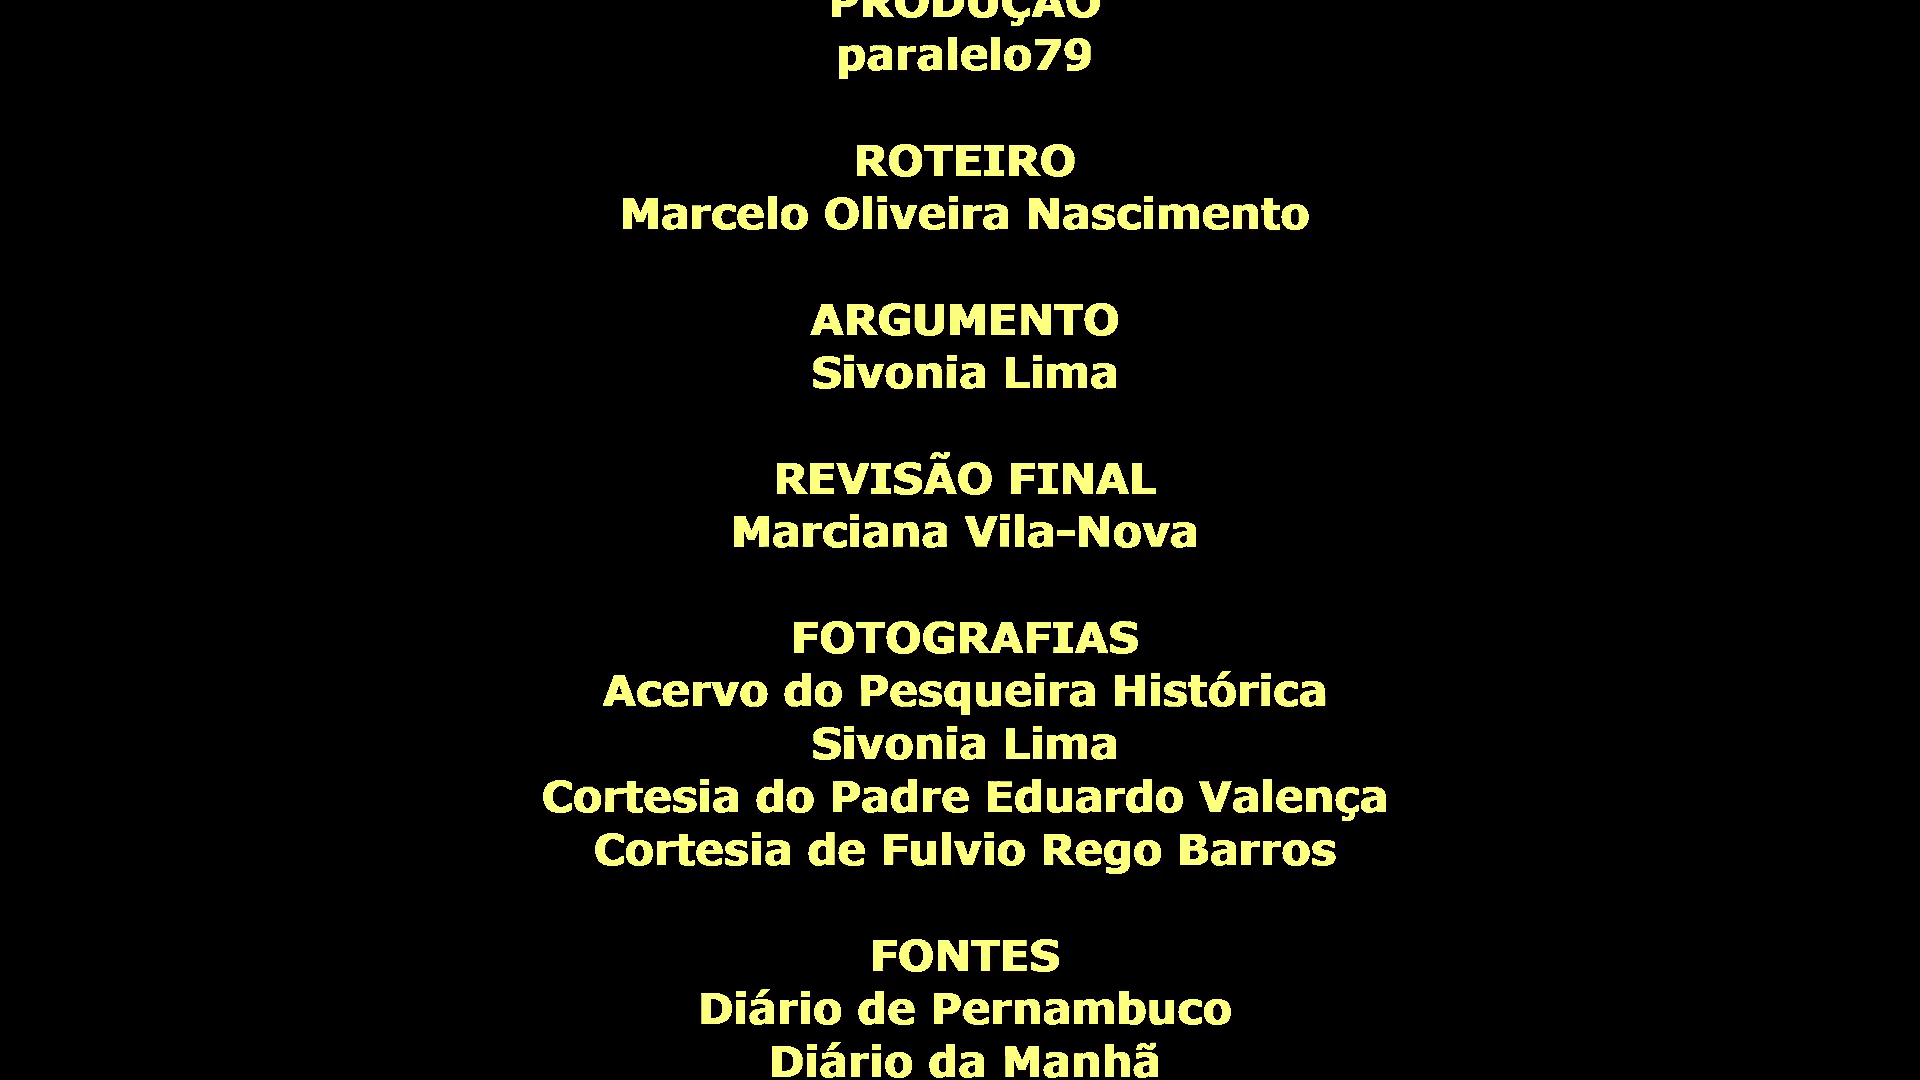 PRODUÇÃO
paralelo79
ROTEIRO
Marcelo Oliveira Nascimento
ARGUMENTO
Sivonia Lima
REVISÃO FINAL
Marciana Vila-Nova
FOTOGRAFIAS
Acervo do Pesqueira Histórica
Sivonia Lima
Cortesia do Padre Eduardo Valença
Cortesia de Fulvio Rego Barros
FONTES
Diário de Pernambuco
Diário da Manhã